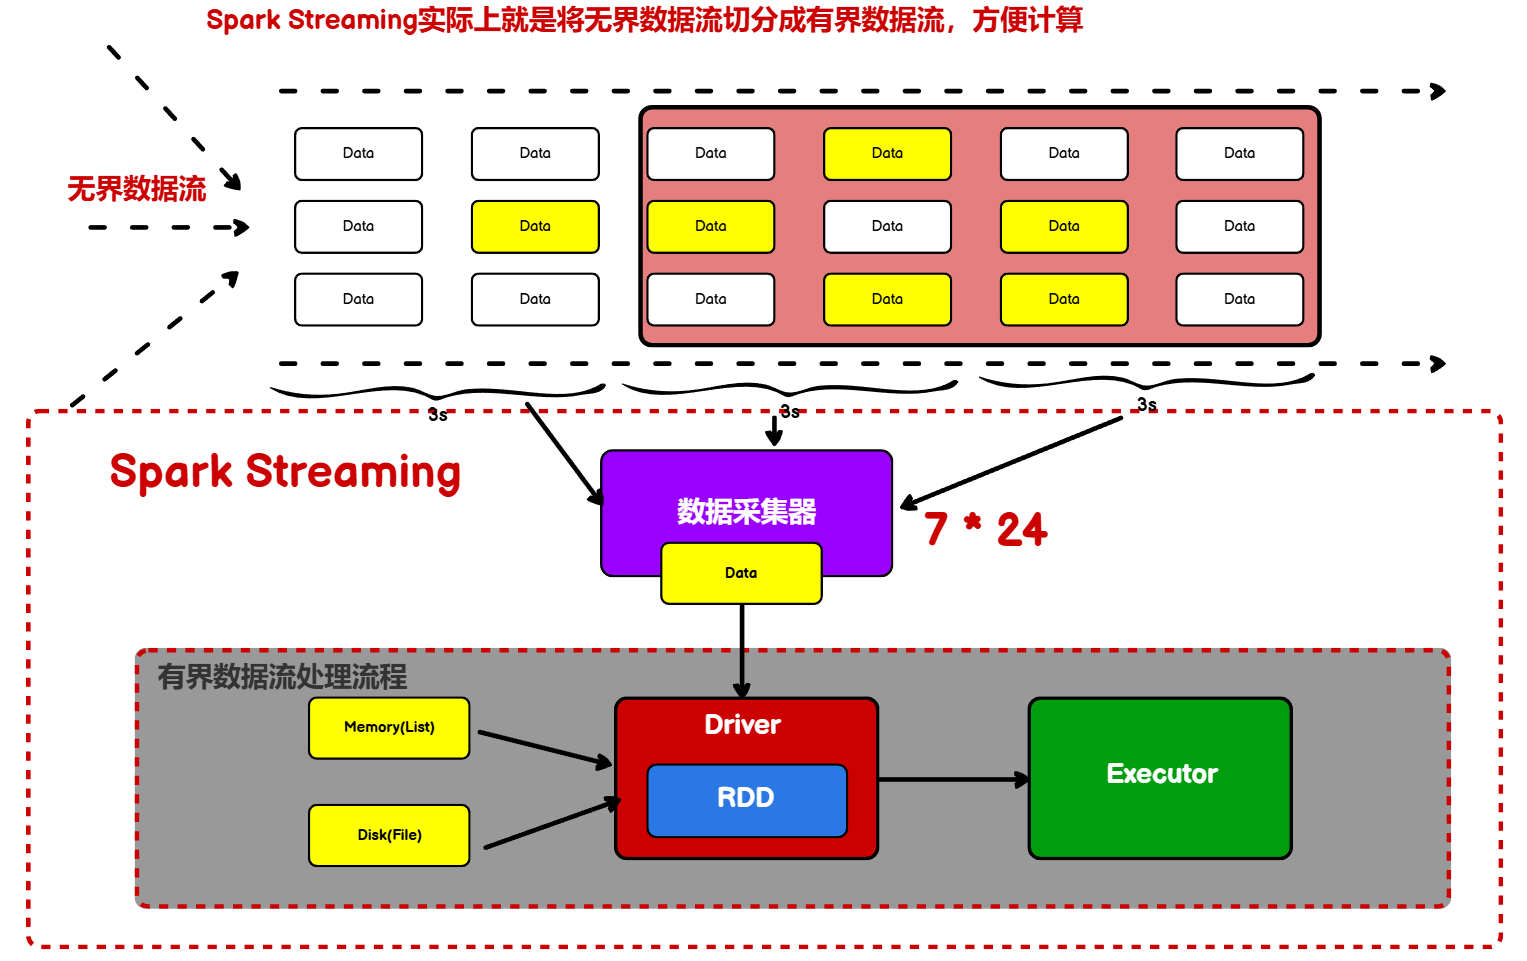 Spark Streaming实际上就是将无界数据流切分成有界数据流，方便计算
Data Data Data Data Data Data
无界数据流
Data Data Data Data Data Data
Data Data Data Data Data Data
3s 3s 3s
Spark Streaming
数据采集器
7 * 24
Data
有界数据流处理流程
Memory(List)
Driver
Executor
RDD
Disk(File)